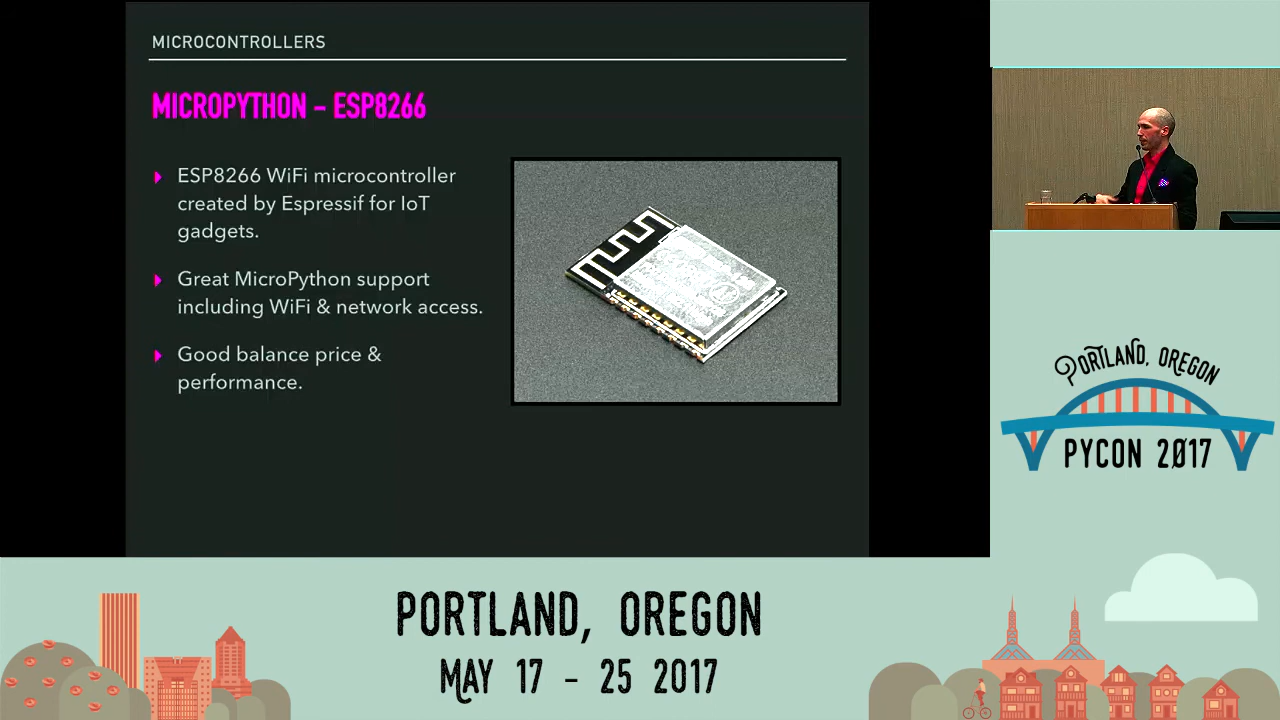 MICROCONTROLLERS
MICROPYTHON - ESP8266
ESP8266 WiFi microcontroller
created by Espressif for IoT
gadgets.
Great MicroPython support
including WiFi & network access.
Good balance price &
performance.
PORTLAND, OREGON
PYCON 2017
PORTLAND, OREGON
MAY 17 - 25 2017